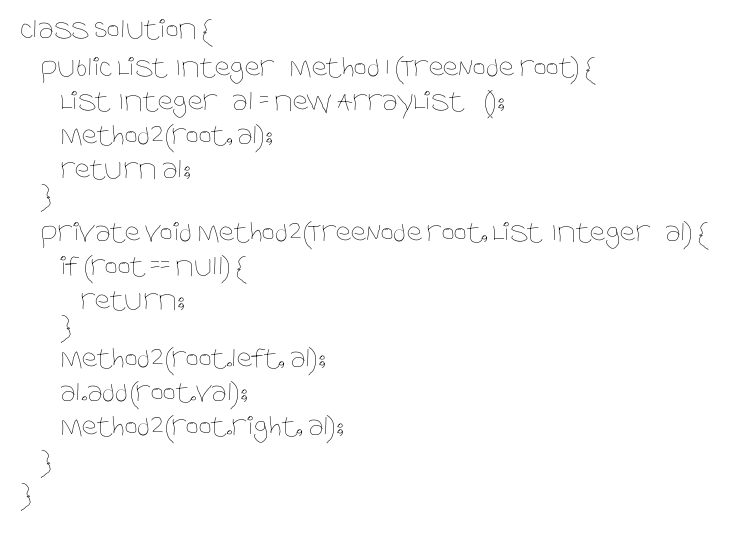 class Solution {
public List Integer Method1(TreeNode root) {
List Integer al = new ArrayList ();
Method2(root, al);
return al;
}
private void Method2(TreeNode root, List Integer al) {
if (root == null) {
return;
}
Method2(root.left, al);
al.add(root.val);
Method2(root.right, al);
}
}